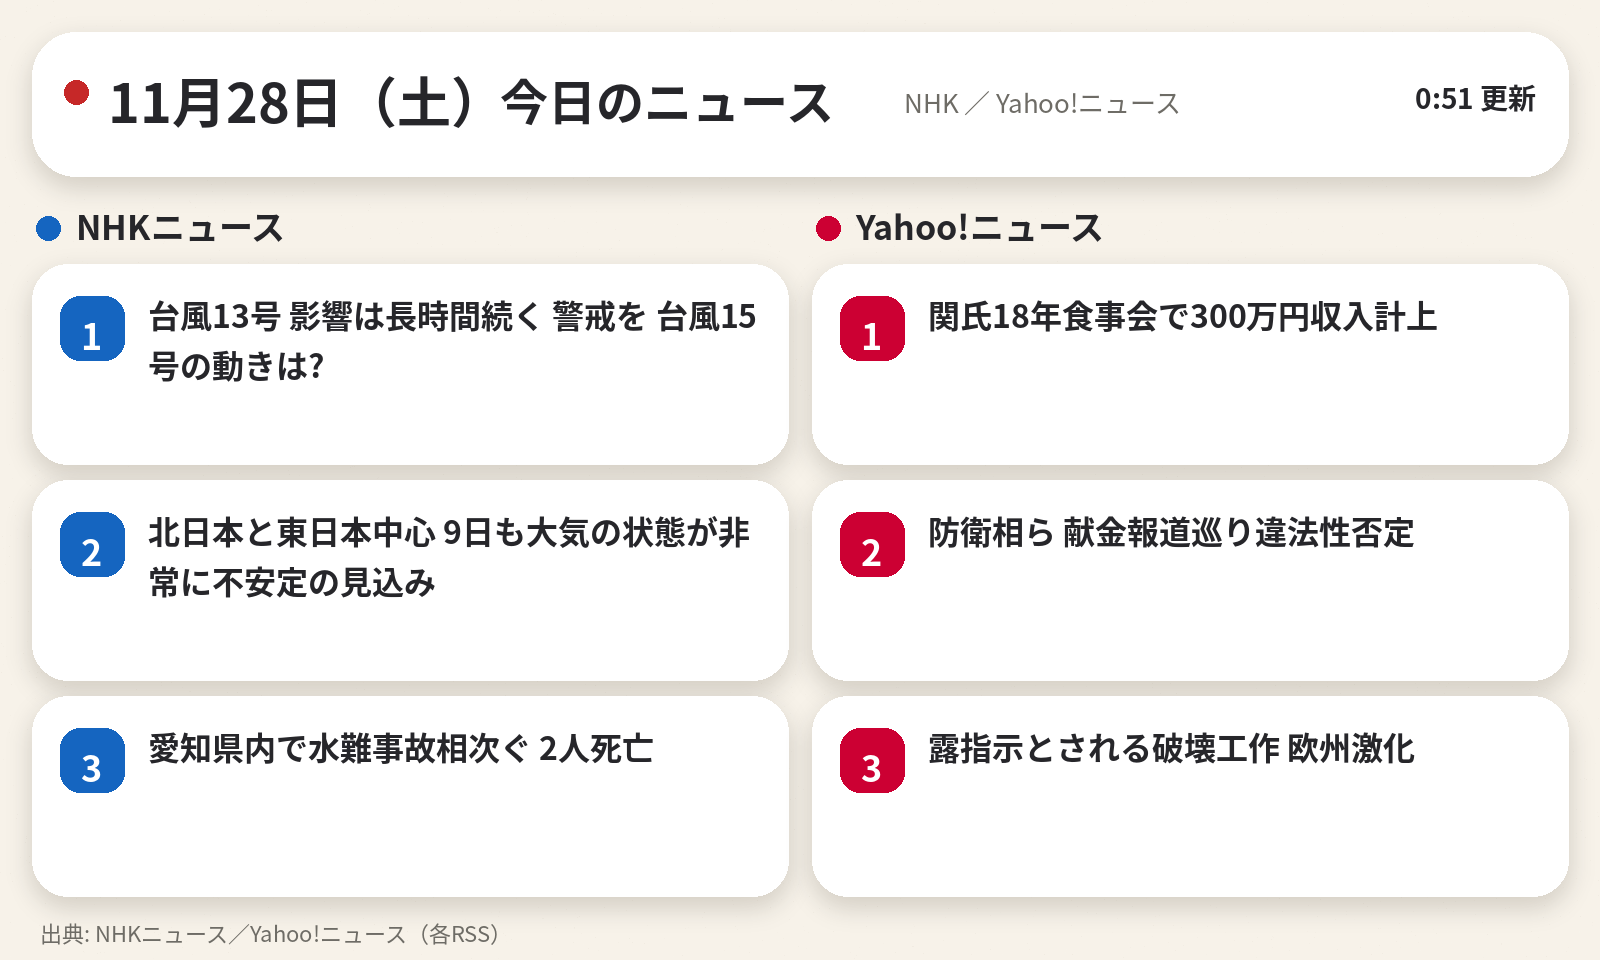 11月28日（土）今日のニュース
NHK ／ Yahoo!ニュース
0:51 更新
NHKニュース
1
台風13号 影響は長時間続く 警戒を 台風15
号の動きは?
2
北日本と東日本中心 9日も大気の状態が非
常に不安定の見込み
3
愛知県内で水難事故相次ぐ 2人死亡
Yahoo!ニュース
1
関氏18年食事会で300万円収入計上
2
防衛相ら 献金報道巡り違法性否定
3
露指示とされる破壊工作 欧州激化
出典: NHKニュース／Yahoo!ニュース（各RSS）